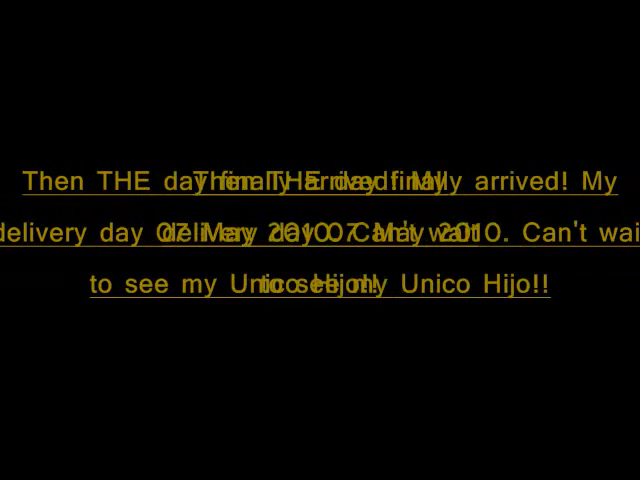 Then THE day finally arrived! My
delivery day 07 May 2010. Can't wait
to see my Unico Hijo!!